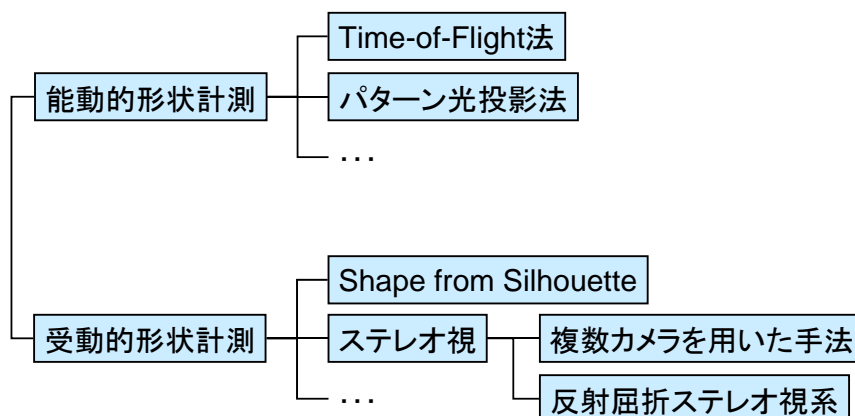 Time-of-Flight法
能動的形状計測
パターン光投影法
...
Shape from Silhouette
受動的形状計測
ステレオ視
複数カメラを用いた手法
...
反射屈折ステレオ視系